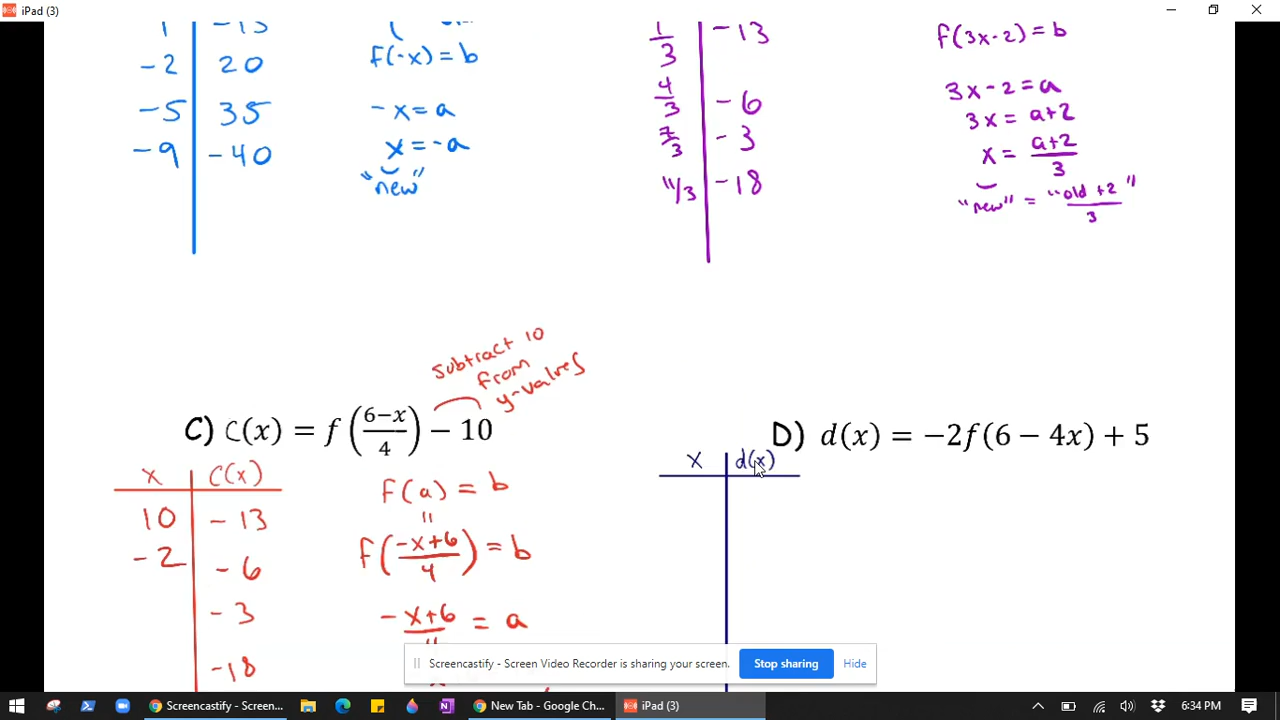 iPad (3)
1 -13
-2 20
-5 35
-9 -40
f(-x) = b
-x = a
x = -a
"new"
1/3 -13
4/3 -6
7/3 -3
11/3 -18
f(3x-2) = b
3x-2 = a
3x = a+2
x = a+2/3
"new" = "old +2"/3
subtract 10
from
y-values
C) C(x) = f(6−x/4) − 10
x C(x)
10 -13
-2 -6
-3
-18
f(a) = b
"
f(-x+6/4) = b
-x+6/4 = a
D) d(x) = −2f(6 − 4x) + 5
x d(x)
Screencastify - Screen Video Recorder is sharing your screen. Stop sharing Hide
Screencastify - Screen... New Tab - Google Ch... iPad (3) 6:34 PM